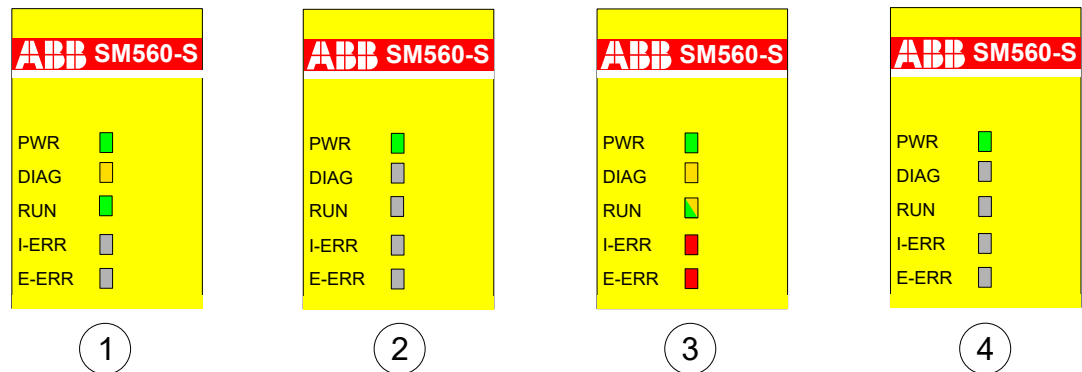 ABB SM560-S
PWR
DIAG
RUN
I-ERR
E-ERR
1
ABB SM560-S
PWR
DIAG
RUN
I-ERR
E-ERR
2
ABB SM560-S
PWR
DIAG
RUN
I-ERR
E-ERR
3
ABB SM560-S
PWR
DIAG
RUN
I-ERR
E-ERR
4